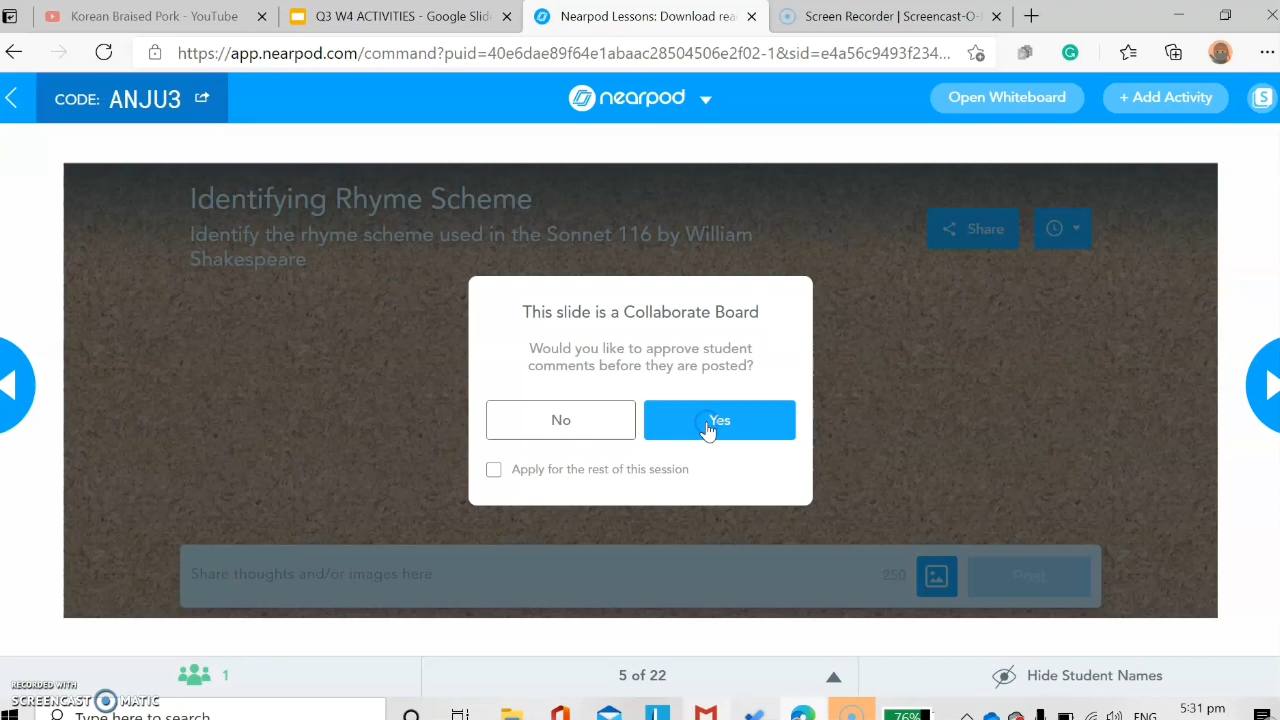 Korean Braised Pork - YouTube
Q3 W4 ACTIVITIES - Google Slid
Nearpod Lessons: Download rea
Screen Recorder | Screencast-O-
https://app.nearpod.com/command?puid=40e6dae89f64e1abaac28504506e2f02-1&sid=e4a56c9493f234...
CODE: ANJU3
nearpod
Open Whiteboard
+ Add Activity
S
Identifying Rhyme Scheme
Identify the rhyme scheme used in the Sonnet 116 by William
Shakespeare
Share
This slide is a Collaborate Board
Would you like to approve student
comments before they are posted?
No
Yes
Apply for the rest of this session
Share thoughts and/or images here
250
Post
1
5 of 22
Hide Student Names
RECORDED WITH
SCREENCAST MATIC
Type here to search
76%
ENG
5:31 pm